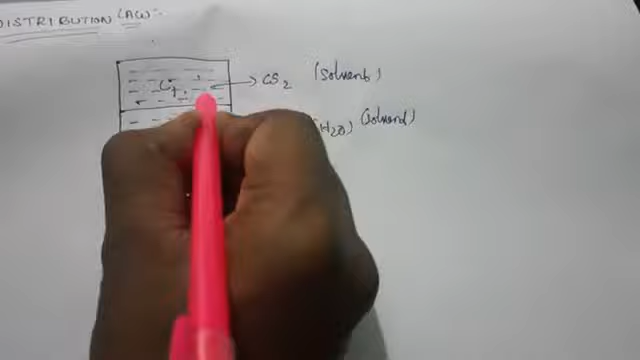 DISTRIBUTION LAW:-
C₁
CS₂ (Solvent)
(H₂O) (Solvent)